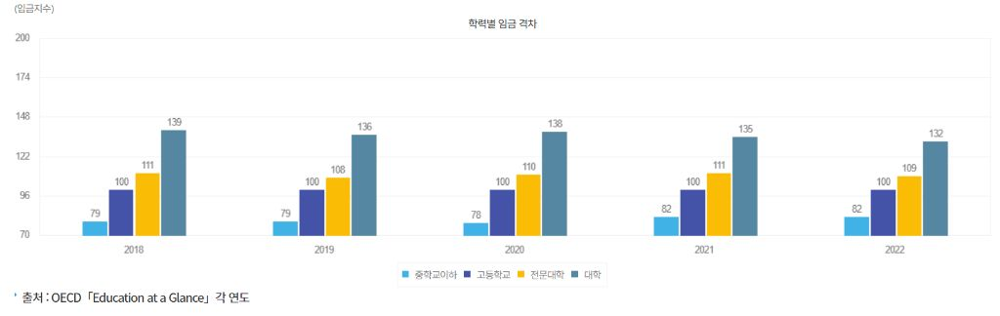 (임금지수)
학력별 임금 격차
200
174
148
122
96
70
79 100 111 139
79 100 108 136
78 100 110 138
82 100 111 135
82 100 109 132
2018 2019 2020 2021 2022
중학교이하 고등학교 전문대학 대학
출처 : OECD「Education at a Glance」각 연도